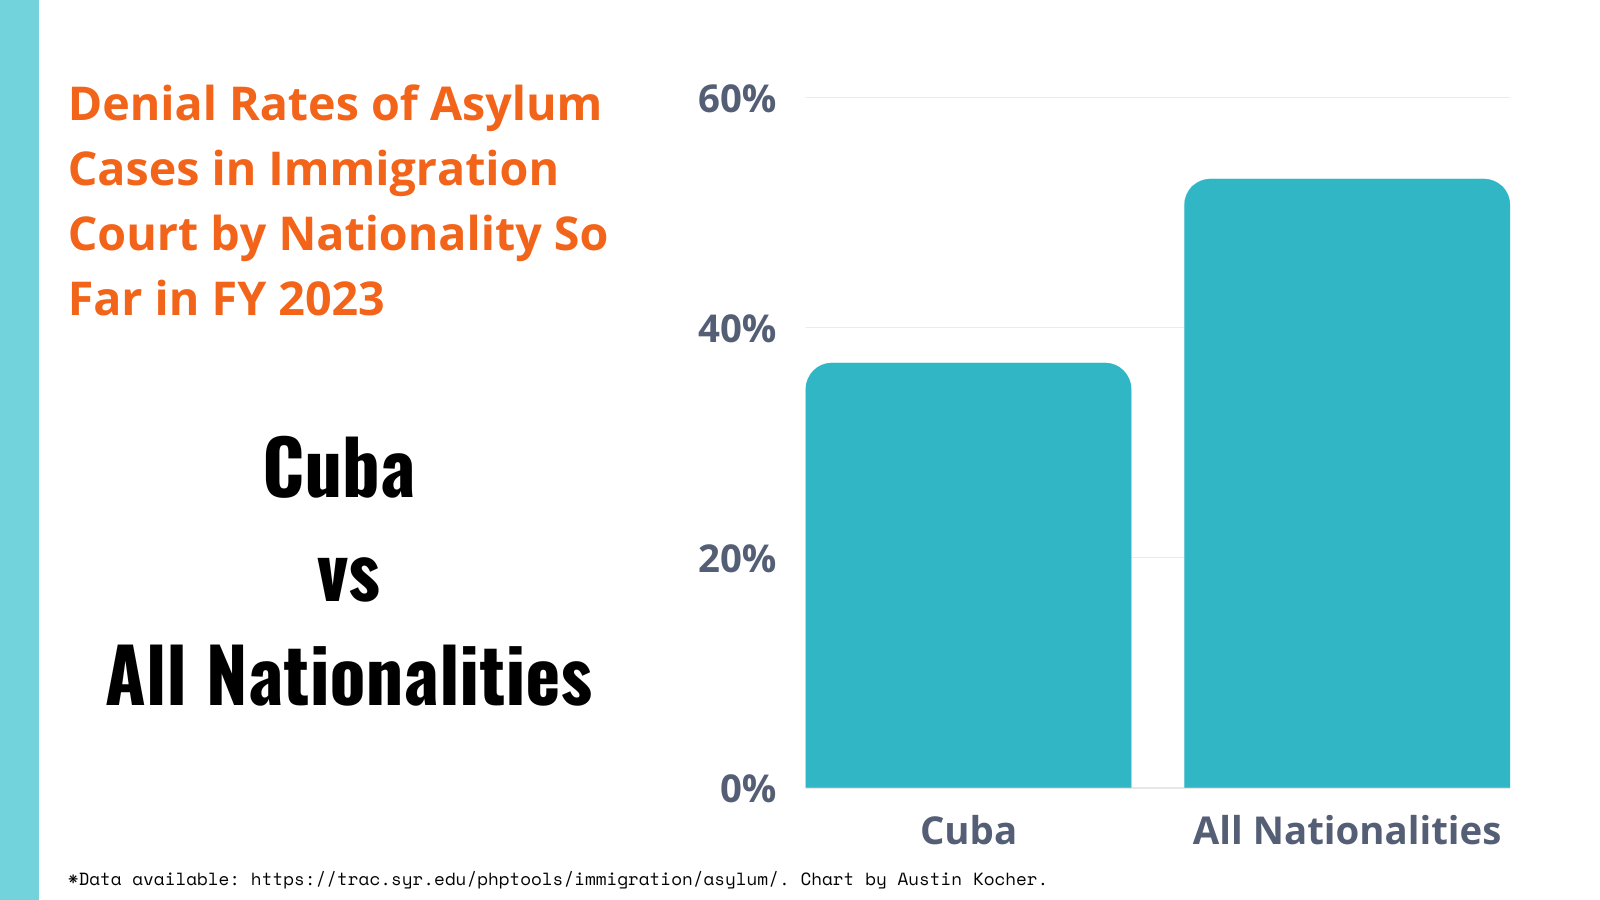 Denial Rates of Asylum
Cases in Immigration
Court by Nationality So
Far in FY 2023
Cuba
vs
All Nationalities
60%
40%
20%
0%
Cuba
All Nationalities
*Data available: https://trac.syr.edu/phptools/immigration/asylum/. Chart by Austin Kocher.